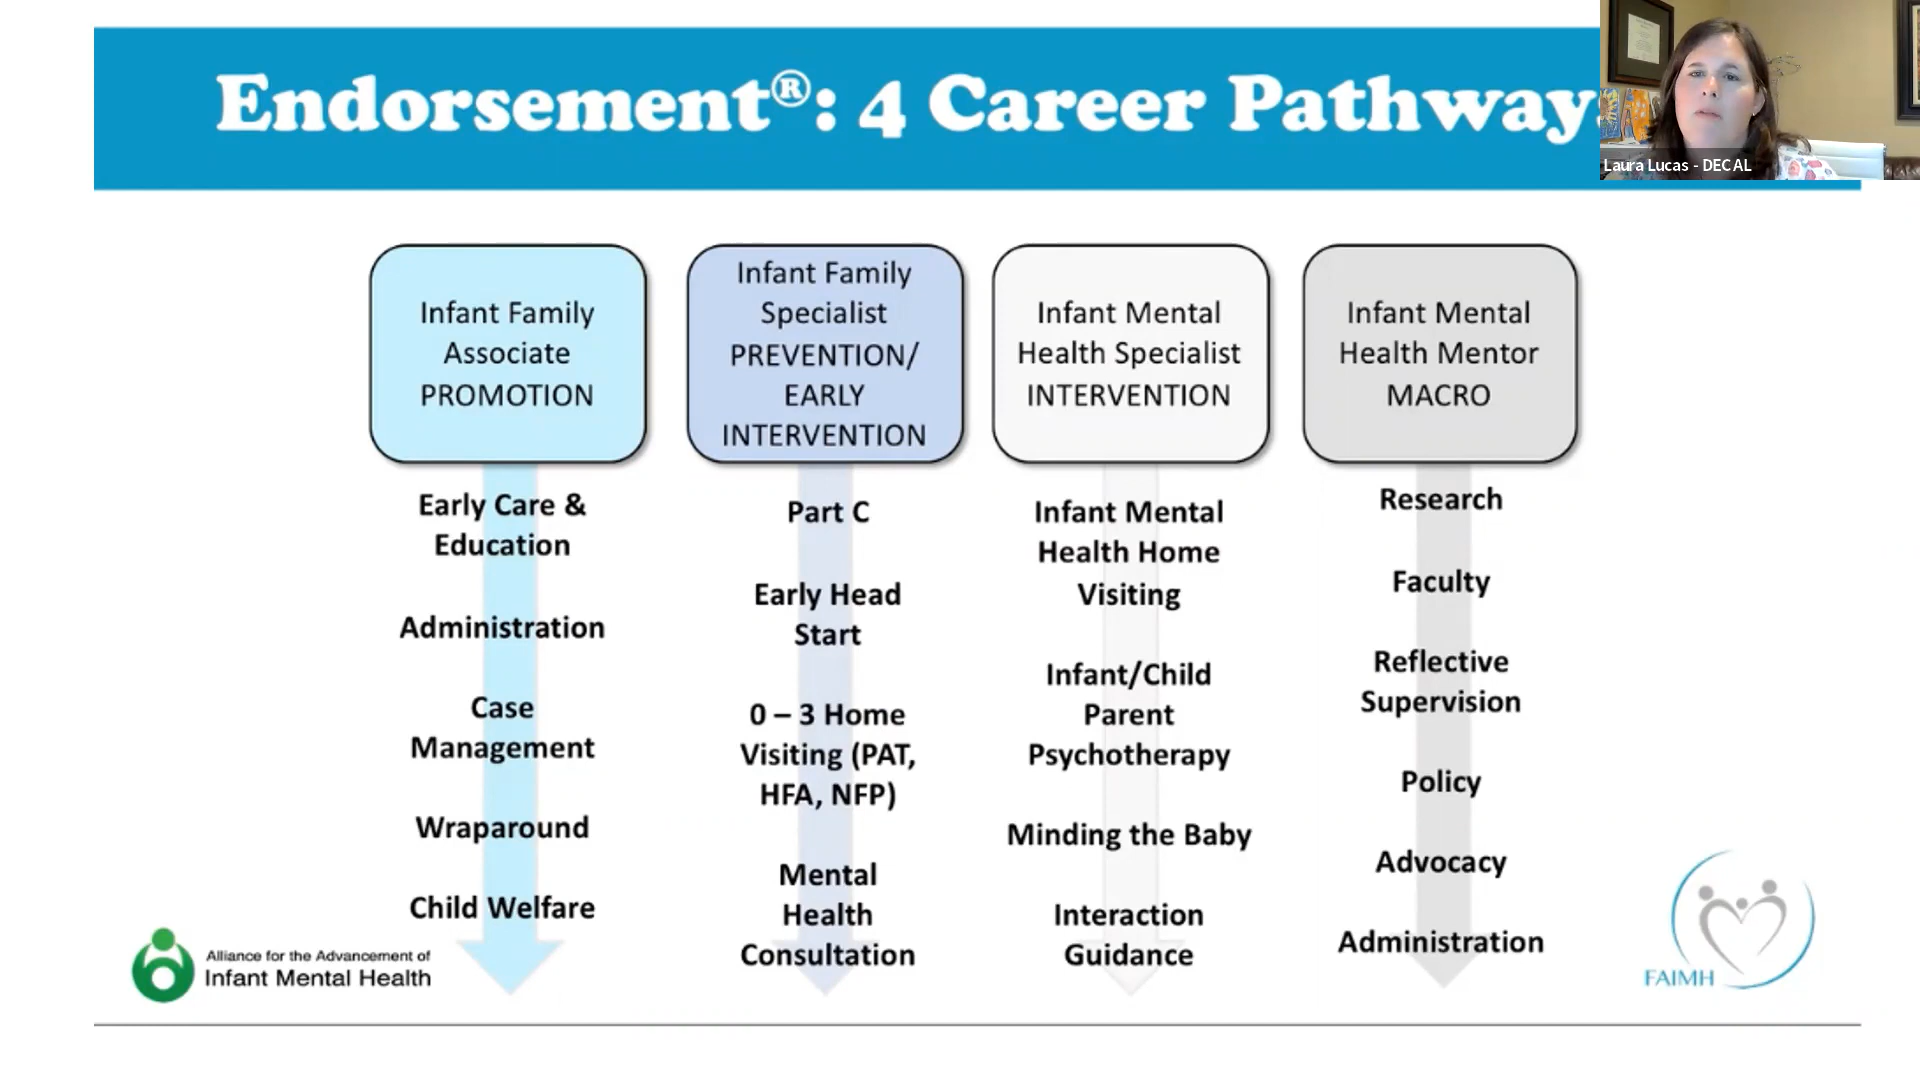 Endorsement®: 4 Career Pathway
Laura Lucas - DECAL
Infant Family
Associate
PROMOTION
Early Care &
Education
Administration
Case
Management
Wraparound
Child Welfare
Infant Family
Specialist
PREVENTION/
EARLY
INTERVENTION
Part C
Early Head
Start
0 – 3 Home
Visiting (PAT,
HFA, NFP)
Mental
Health
Consultation
Infant Mental
Health Specialist
INTERVENTION
Infant Mental
Health Home
Visiting
Infant/Child
Parent
Psychotherapy
Minding the Baby
Interaction
Guidance
Infant Mental
Health Mentor
MACRO
Research
Faculty
Reflective
Supervision
Policy
Advocacy
Administration
Alliance for the Advancement of
Infant Mental Health
FAIMH